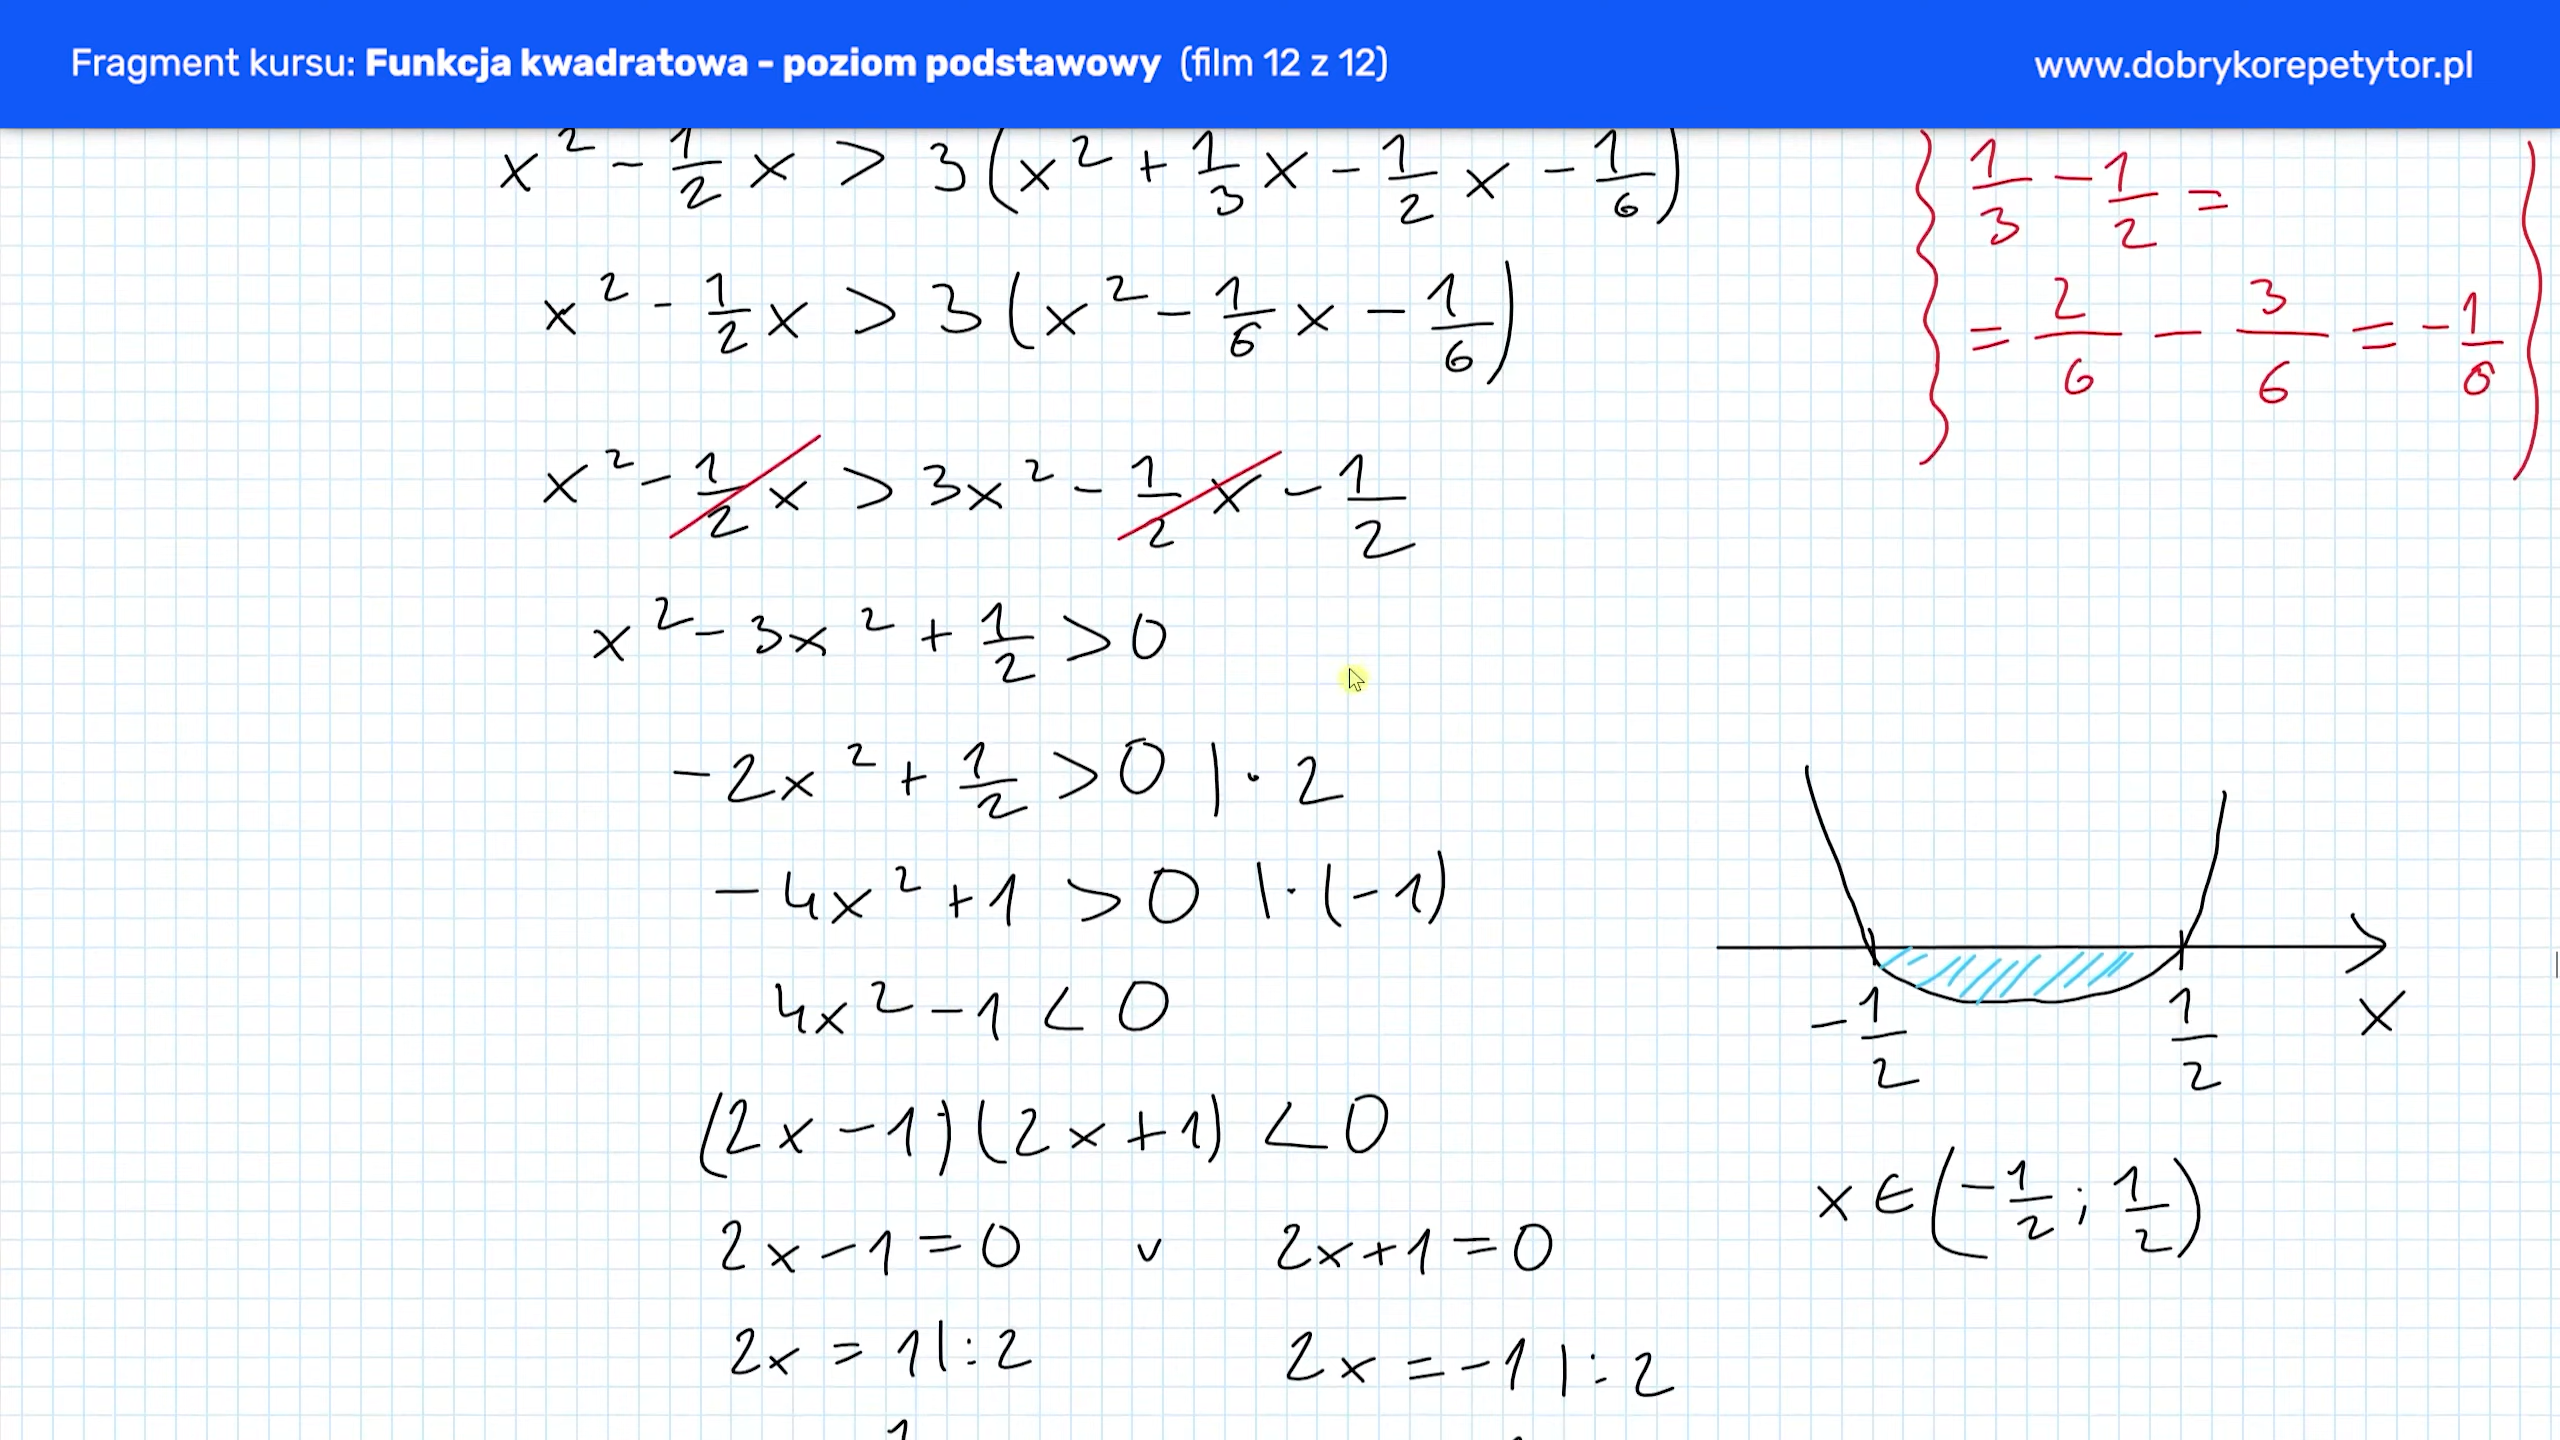 Fragment kursu: Funkcja kwadratowa - poziom podstawowy (film 12 z 12)
www.dobrykorepetytor.pl
x² - 1/2 x > 3(x² + 1/3 x - 1/2 x - 1/6)
x² - 1/2 x > 3(x² - 1/6 x - 1/6)
x² - 1/2 x > 3x² - 1/2 x - 1/2
x² - 3x² + 1/2 > 0
-2x² + 1/2 > 0 | · 2
-4x² + 1 > 0 | · (-1)
4x² - 1 < 0
(2x - 1)(2x + 1) < 0
2x - 1 = 0 v 2x + 1 = 0
2x = 1 | : 2 2x = -1 | : 2
1/3 - 1/2 =
= 2/6 - 3/6 = -1/6
-1/2 1/2 x
x ∈ (-1/2 ; 1/2)